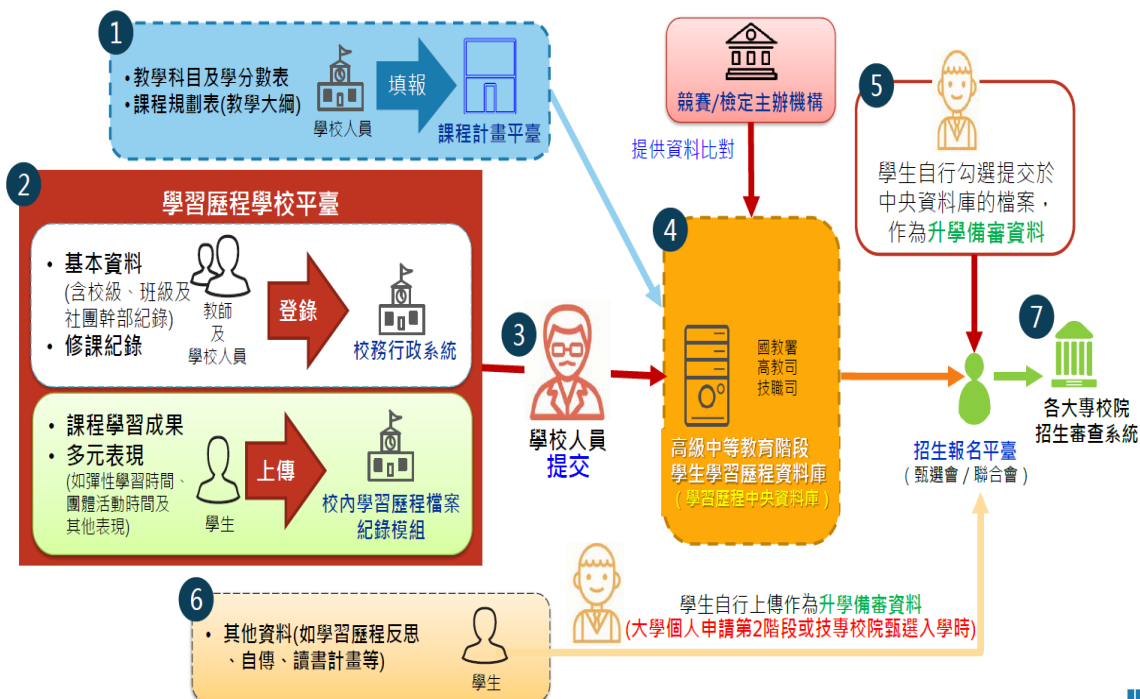 1
•教學科目及學分數表
•課程規劃表(教學大綱)
學校人員
填報
課程計畫平臺
競賽/檢定主辦機構
提供資料比對
5
學生自行勾選提交於
中央資料庫的檔案，
作為升學備審資料
2
學習歷程學校平臺
• 基本資料
(含校級、班級及
社團幹部紀錄)
• 修課紀錄
教師
及
學校人員
登錄
校務行政系統
• 課程學習成果
• 多元表現
(如彈性學習時間、
團體活動時間及
其他表現)
學生
上傳
校內學習歷程檔案
紀錄模組
3
學校人員
提交
4
國教署
高教司
技職司
高級中等教育階段
學生學習歷程資料庫
(學習歷程中央資料庫)
招生報名平臺
(甄選會/聯合會)
7
各大專校院
招生審查系統
6
• 其他資料(如學習歷程反思
、自傳、讀書計畫等)
學生
學生自行上傳作為升學備審資料
(大學個人申請第2階段或技專校院甄選入學時)